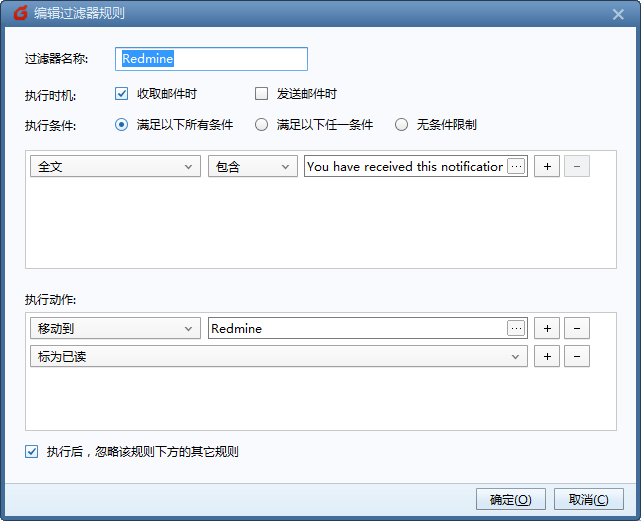 编辑过滤器规则
过滤器名称: Redmine
执行时机: 收取邮件时 发送邮件时
执行条件: 满足以下所有条件 满足以下任一条件 无条件限制
全文 包含 You have received this notification ... + -
执行动作:
移动到 Redmine ... + -
标为已读 + -
执行后，忽略该规则下方的其它规则
确定(O) 取消(C)